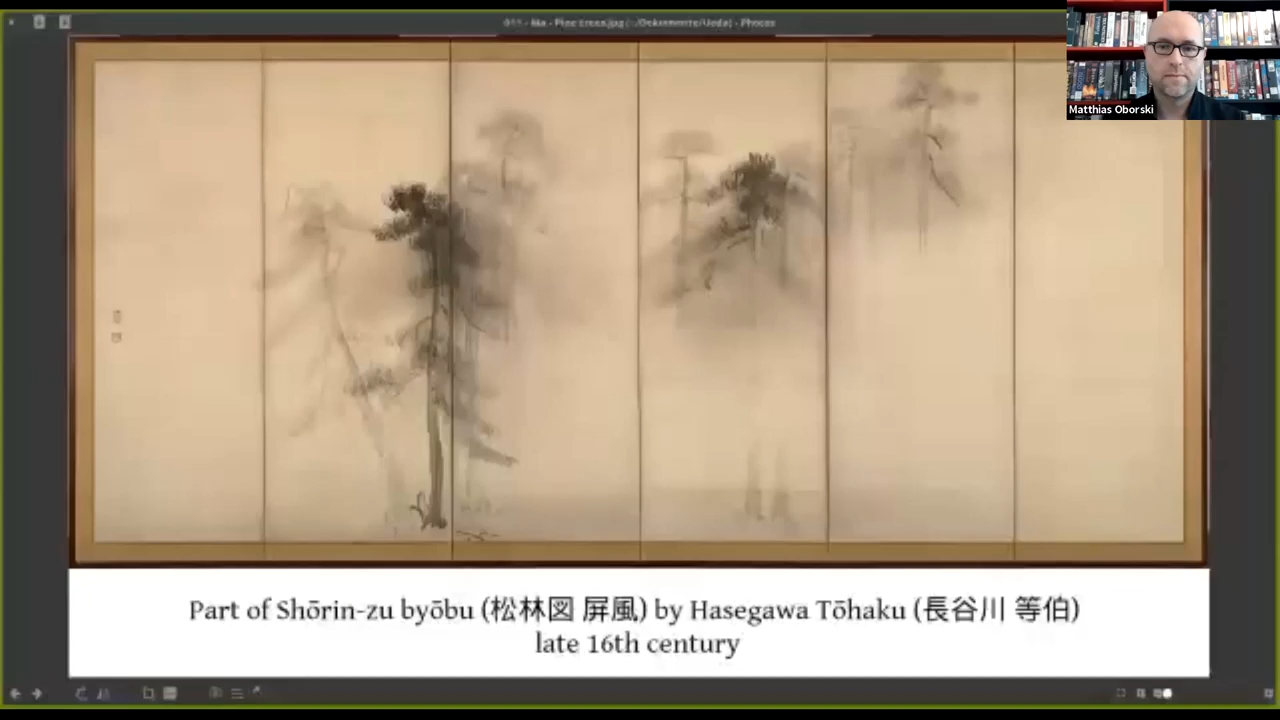 Matthias Oborski
Part of Shōrin-zu byōbu (松林図 屏風) by Hasegawa Tōhaku (長谷川 等伯)
late 16th century